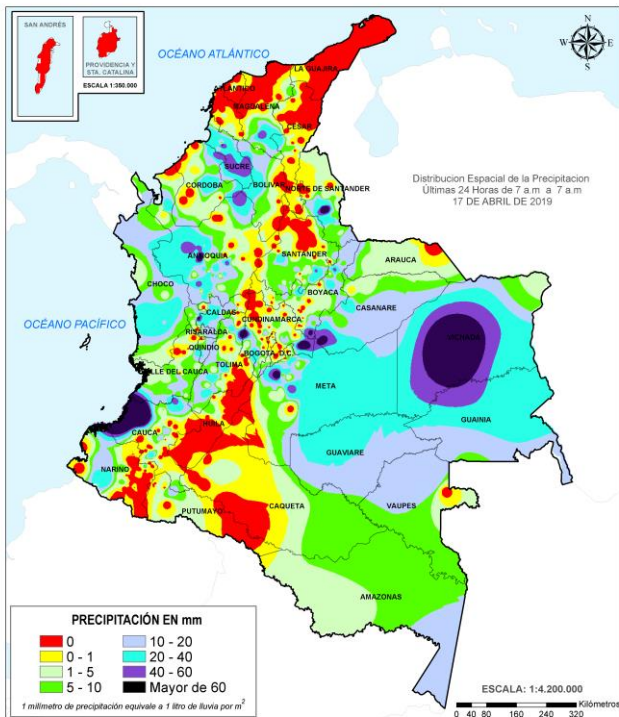 SAN ANDRÉS
PROVIDENCIA Y
STA. CATALINA
ESCALA 1:350.000
OCÉANO ATLÁNTICO
N
W
E
S
LA GUAJIRA
ATLANTICO
MAGDALENA
CESAR
SUCRE
CORDOBA
BOLIVAR
NORTE DE SANTANDER
Distribucion Espacial de la Precipitacion
Últimas 24 Horas de 7 a.m a 7 a.m
17 DE ABRIL DE 2019
ANTIOQUIA
SANTANDER
ARAUCA
CHOCO
BOYACA
CASANARE
OCÉANO PACÍFICO
CALDAS
CUNDINAMARCA
RISARALDA
VICHADA
QUINDIO
BOGOTA, D.C.
TOLIMA
VALLE DEL CAUCA
META
GUAINIA
CAUCA
HUILA
GUAVIARE
NARIÑO
CAQUETA
VAUPES
PUTUMAYO
AMAZONAS
PRECIPITACIÓN EN mm
0
0 - 1
1 - 5
5 - 10
10 - 20
20 - 40
40 - 60
Mayor de 60
1 milímetro de precipitación equivale a 1 litro de lluvia por m²
ESCALA: 1:4.200.000
Kilómetros
0 40 80 160 240 320